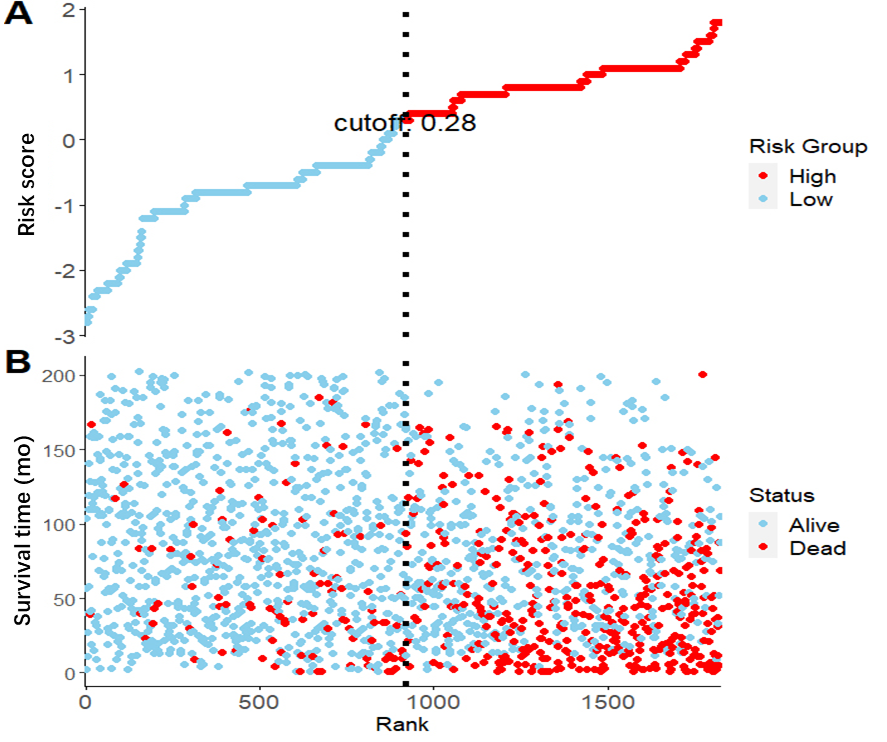 A
2
1
0
-1
-2
-3
Risk score
cutoff: 0.28
Risk Group
High
Low
B
200
150
100
50
0
Survival time (mo)
Status
Alive
Dead
0 500 1000 1500
Rank